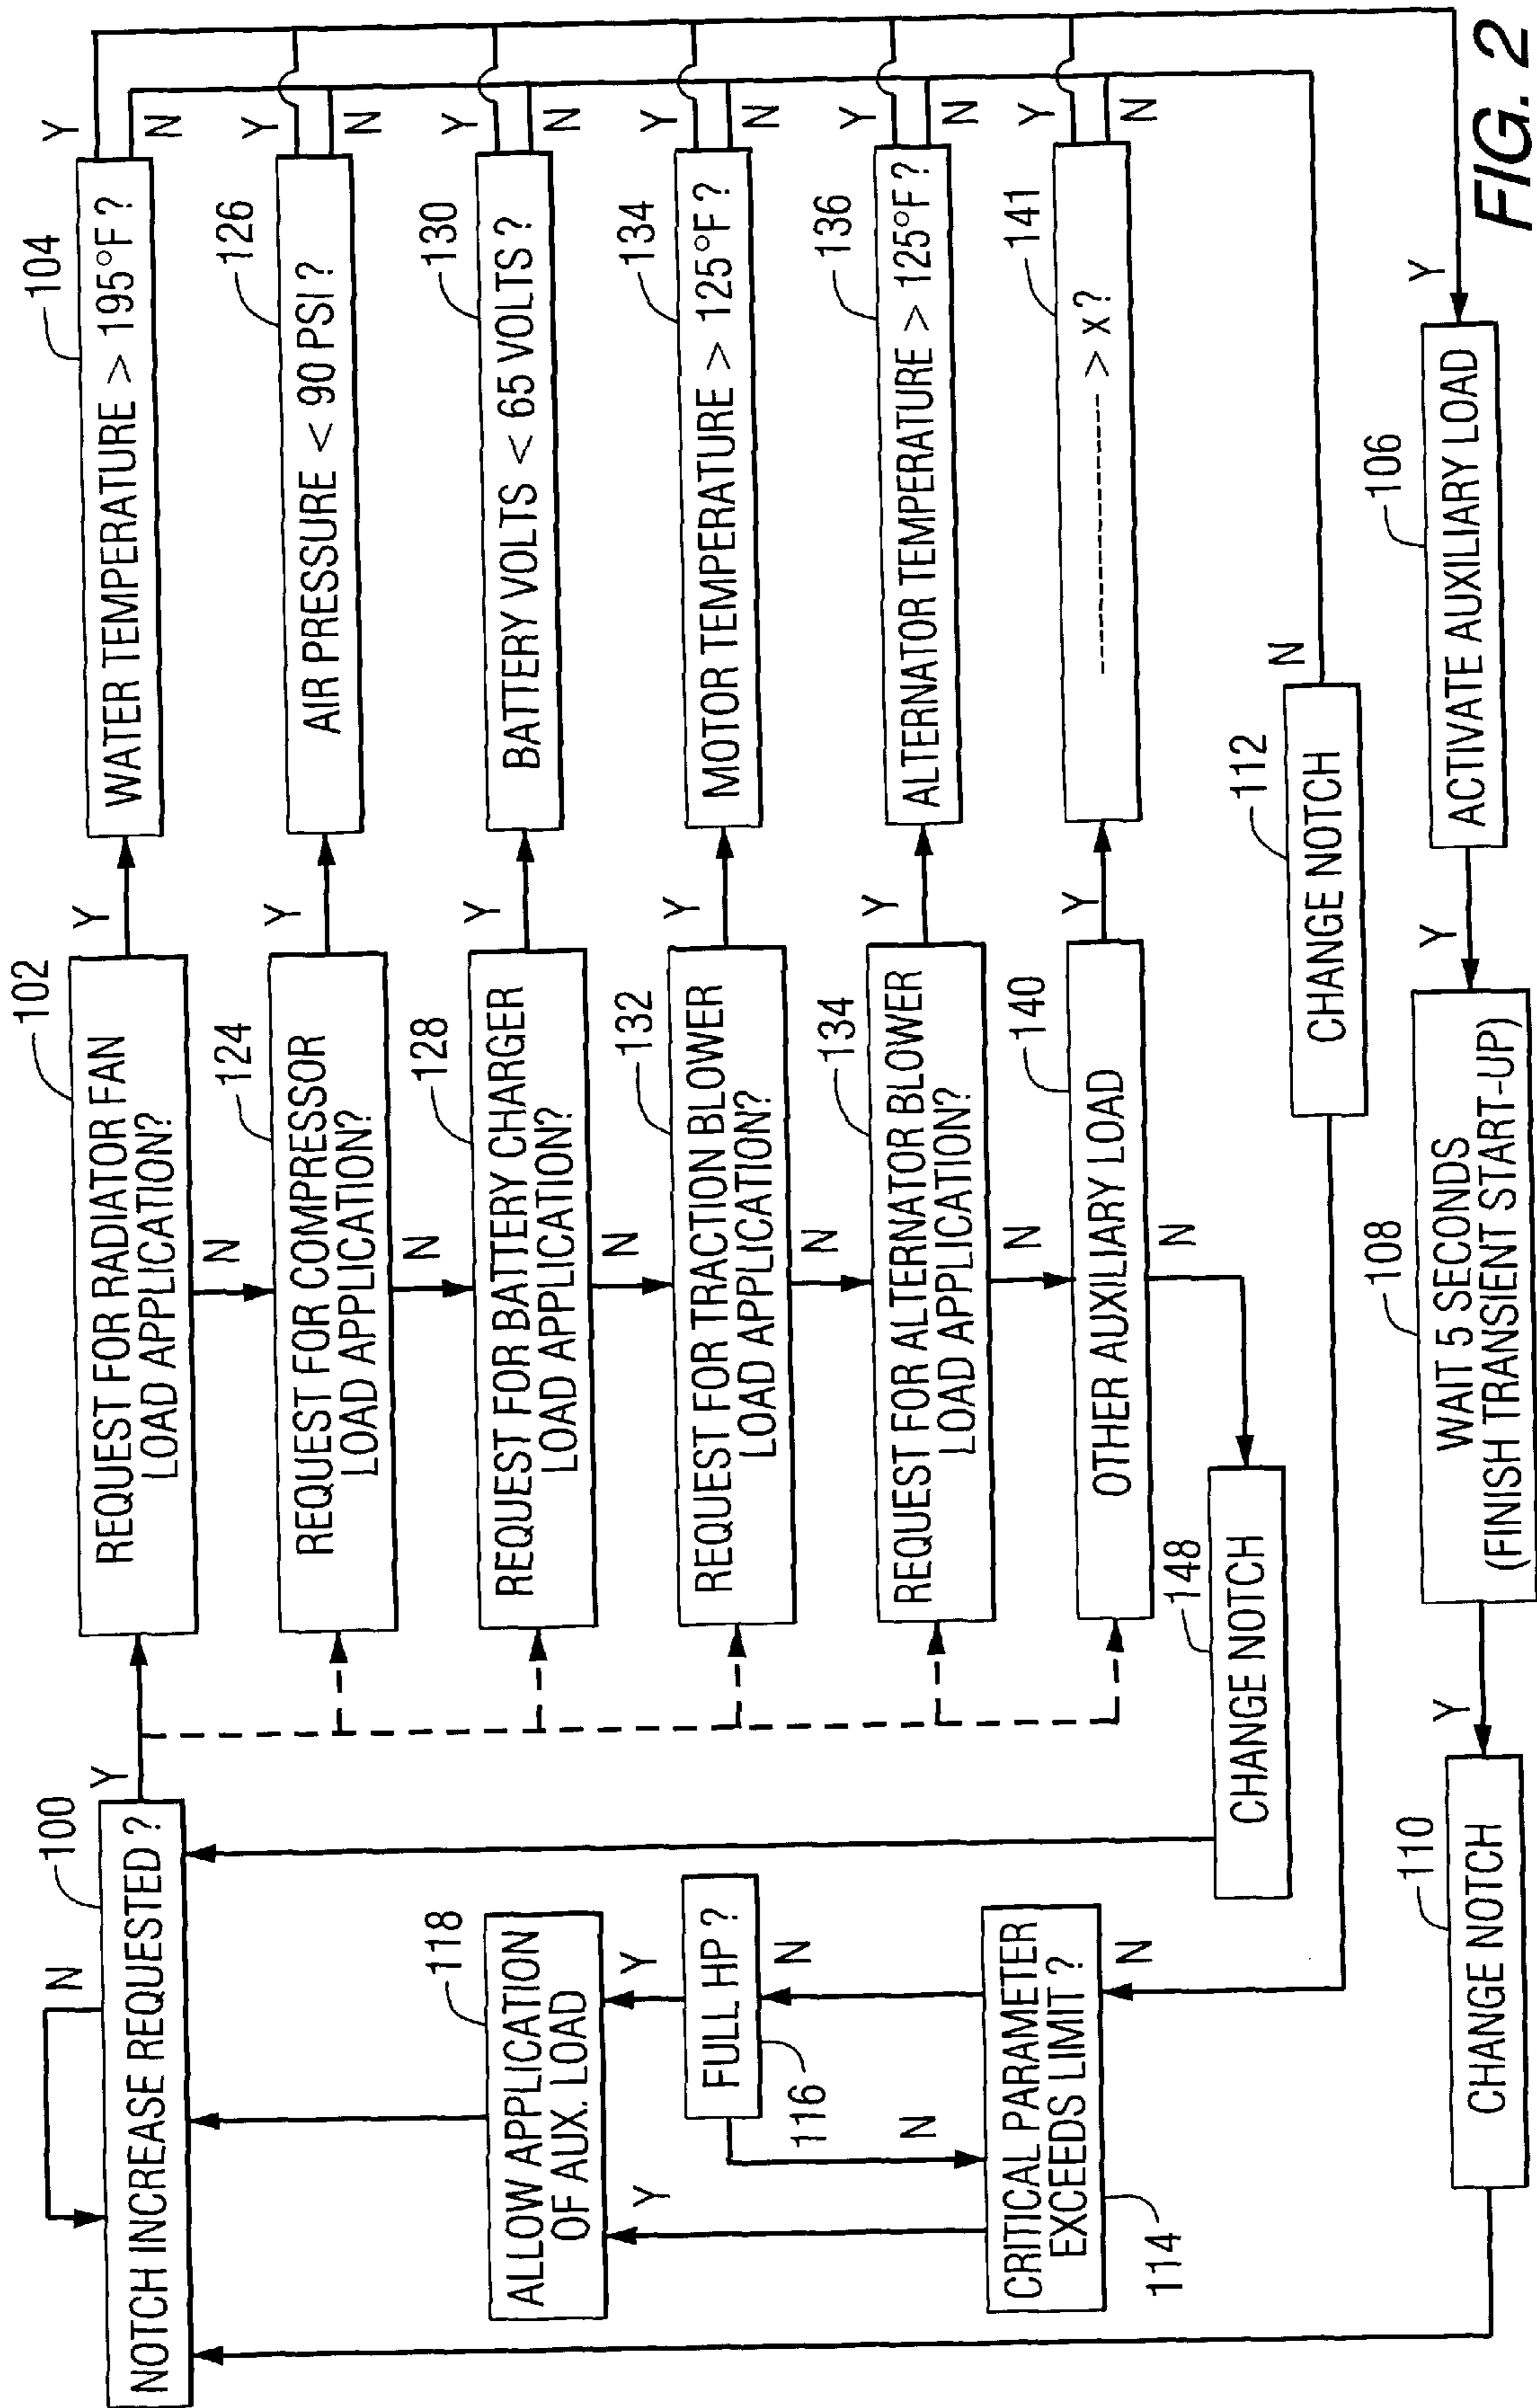 100
NOTCH INCREASE REQUESTED ?
N
Y
102
REQUEST FOR RADIATOR FAN
LOAD APPLICATION?
Y
N
104
WATER TEMPERATURE > 195°F ?
Y
N
124
REQUEST FOR COMPRESSOR
LOAD APPLICATION?
Y
N
126
AIR PRESSURE < 90 PSI ?
Y
N
128
REQUEST FOR BATTERY CHARGER
LOAD APPLICATION?
Y
N
130
BATTERY VOLTS < 65 VOLTS ?
Y
N
132
REQUEST FOR TRACTION BLOWER
LOAD APPLICATION?
Y
N
134
MOTOR TEMPERATURE > 125°F ?
Y
N
134
REQUEST FOR ALTERNATOR BLOWER
LOAD APPLICATION?
Y
N
136
ALTERNATOR TEMPERATURE > 125°F ?
Y
N
140
OTHER AUXILIARY LOAD
Y
N
141
-------------- > x ?
Y
N
118
ALLOW APPLICATION
OF AUX. LOAD
Y
Y
FULL HP ?
116
N
N
CRITICAL PARAMETER
EXCEEDS LIMIT ?
114
N
148
CHANGE NOTCH
112
CHANGE NOTCH
N
110
CHANGE NOTCH
Y
108
WAIT 5 SECONDS
(FINISH TRANSIENT START-UP)
Y
106
ACTIVATE AUXILIARY LOAD
Y
FIG. 2